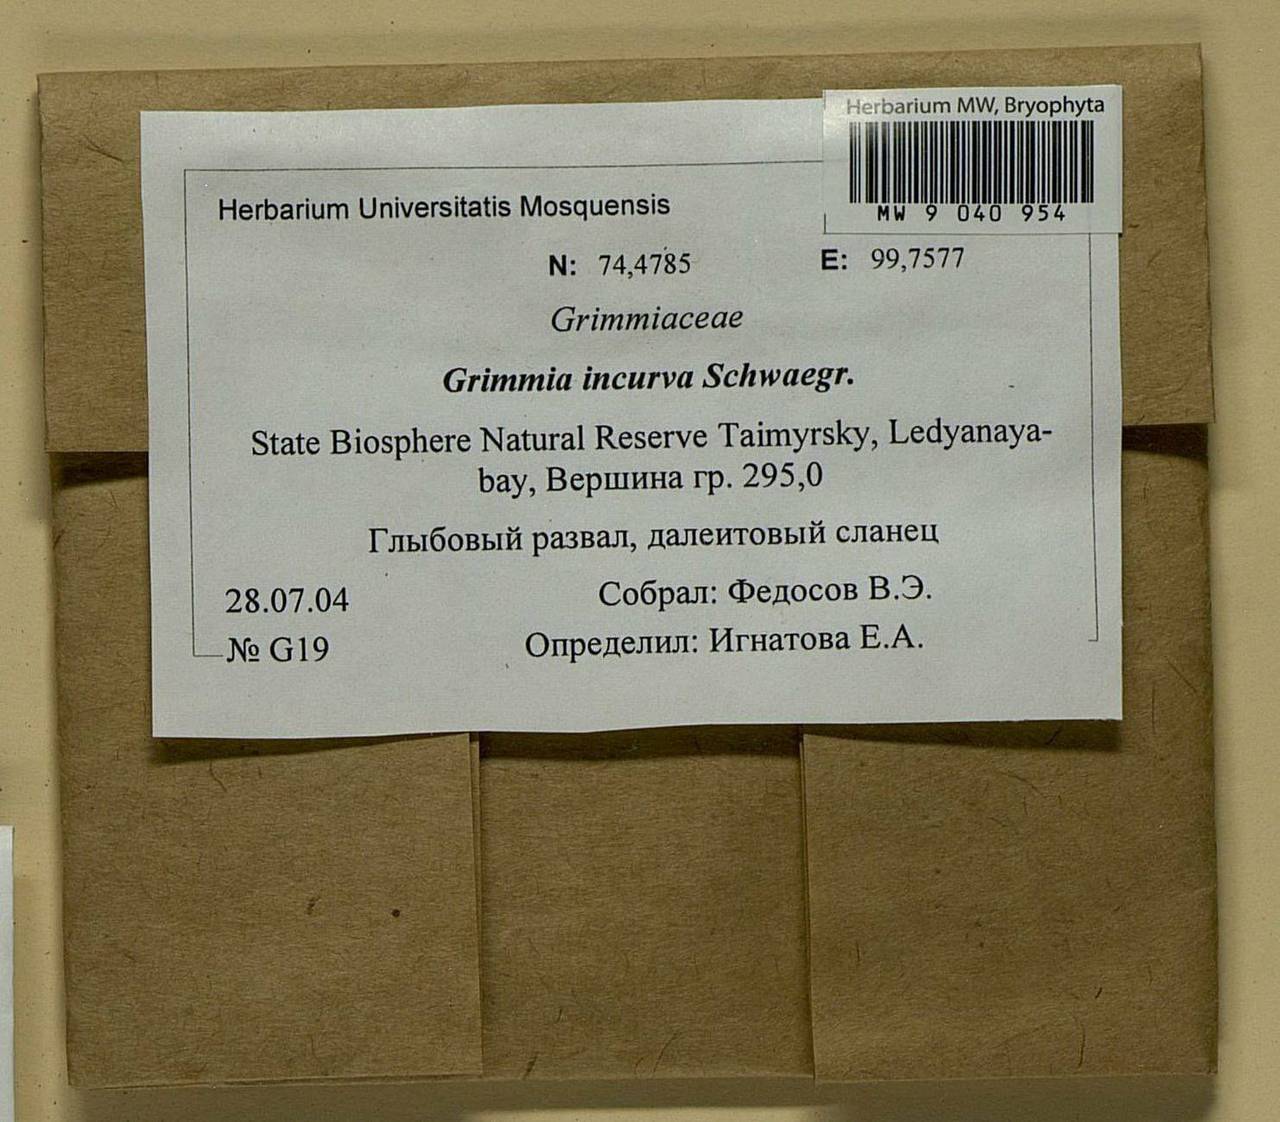 Herbarium MW, Bryophyta
MW 9 040 954
Herbarium Universitatis Mosquensis
N: 74,4785 E: 99,7577
Grimmiaceae
Grimmia incurva Schwaegr.
State Biosphere Natural Reserve Taimyrsky, Ledyanaya-
bay, Вершина гр. 295,0
Глыбовый развал, далеитовый сланец
28.07.04 Собрал: Федосов В.Э.
№ G19 Определил: Игнатова Е.А.